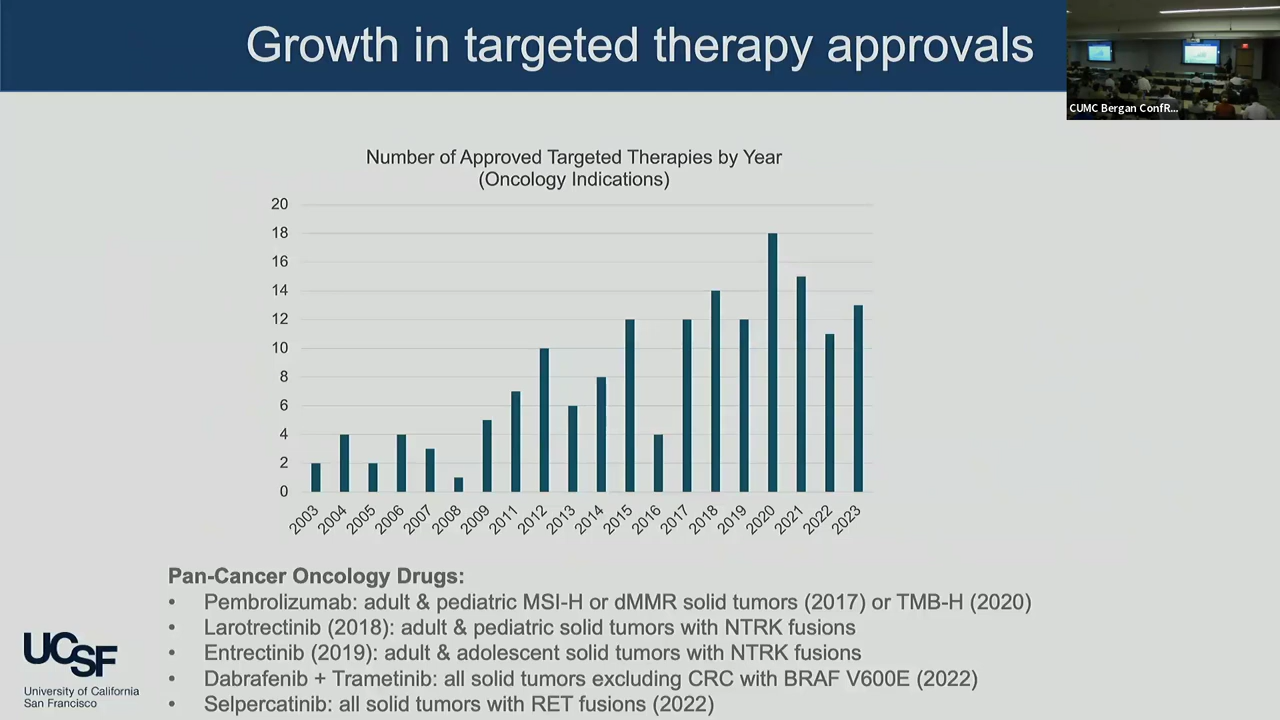 Growth in targeted therapy approvals
CUMC Bergan ConfR...
Number of Approved Targeted Therapies by Year
(Oncology Indications)
20
18
16
14
12
10
8
6
4
2
0
2003 2004 2005 2006 2007 2008 2009 2011 2012 2013 2014 2015 2016 2017 2018 2019 2020 2021 2022 2023
Pan-Cancer Oncology Drugs:
• Pembrolizumab: adult & pediatric MSI-H or dMMR solid tumors (2017) or TMB-H (2020)
• Larotrectinib (2018): adult & pediatric solid tumors with NTRK fusions
• Entrectinib (2019): adult & adolescent solid tumors with NTRK fusions
• Dabrafenib + Trametinib: all solid tumors excluding CRC with BRAF V600E (2022)
• Selpercatinib: all solid tumors with RET fusions (2022)
UCSF
University of California
San Francisco